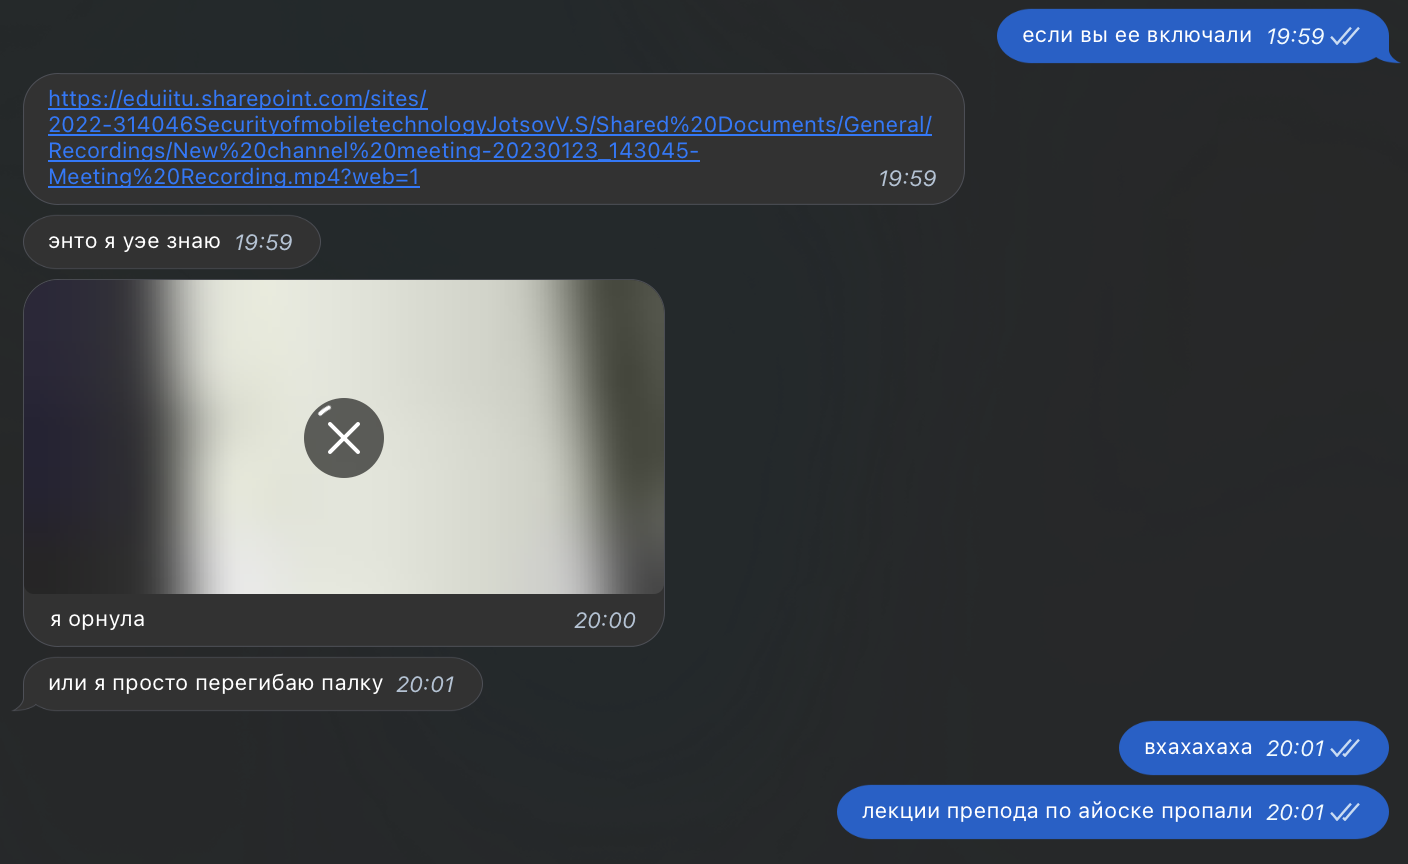 если вы ее включали 19:59
https://eduiitu.sharepoint.com/sites/
2022-314046SecurityofmobiletechnologyJotsovV.S/Shared%20Documents/General/
Recordings/New%20channel%20meeting-20230123_143045-
Meeting%20Recording.mp4?web=1 19:59
энто я уэе знаю 19:59
я орнула 20:00
или я просто перегибаю палку 20:01
вхахахаха 20:01
лекции препода по айоске пропали 20:01